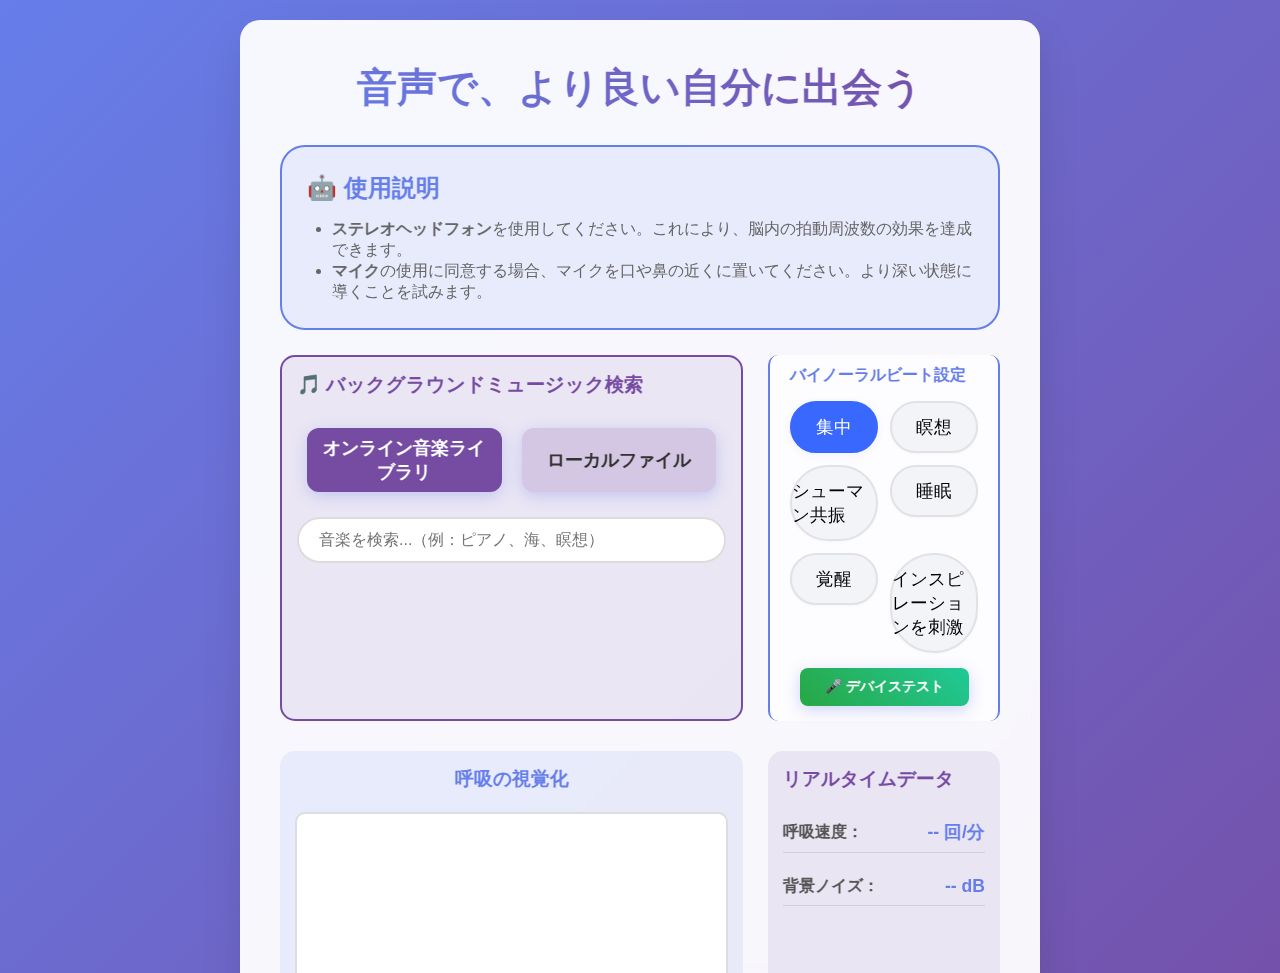 音声で、より良い自分に出会う
🤖 使用説明
• ステレオヘッドフォンを使用してください。これにより、脳内の拍動周波数の効果を達成
できます。
• マイクの使用に同意する場合、マイクを口や鼻の近くに置いてください。より深い状態に
導くことを試みます。
🎵 バックグラウンドミュージック検索
オンライン音楽ライ
ブラリ
ローカルファイル
音楽を検索...（例：ピアノ、海、瞑想）
バイノーラルビート設定
集中
瞑想
シューマ
ン共振
睡眠
覚醒
インスピ
レーショ
ンを刺激
🎤 デバイステスト
呼吸の視覚化
リアルタイムデータ
呼吸速度：
-- 回/分
背景ノイズ：
-- dB